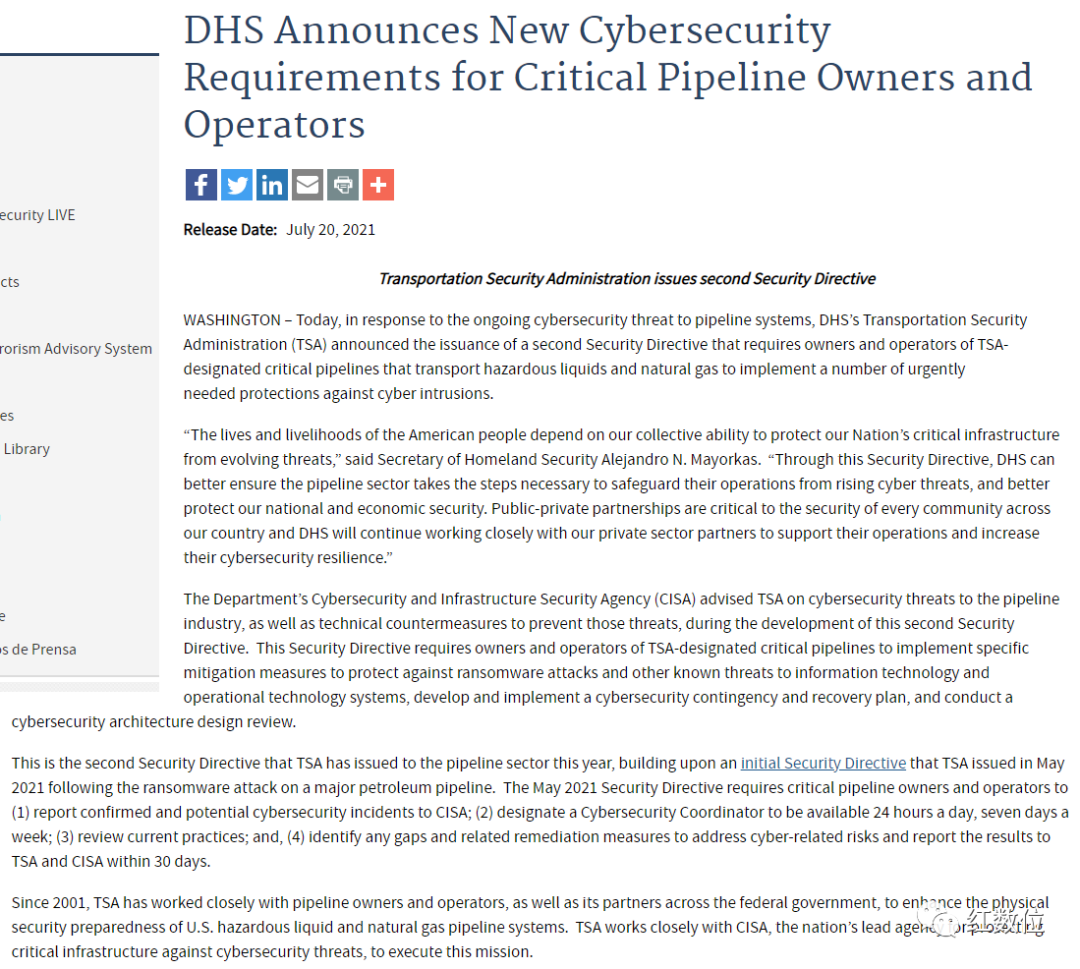 DHS Announces New Cybersecurity
Requirements for Critical Pipeline Owners and
Operators
Release Date: July 20, 2021
ecurity LIVE
cts
rorism Advisory System
es
Library
e
os de Prensa
Transportation Security Administration issues second Security Directive
WASHINGTON – Today, in response to the ongoing cybersecurity threat to pipeline systems, DHS’s Transportation Security
Administration (TSA) announced the issuance of a second Security Directive that requires owners and operators of TSA-
designated critical pipelines that transport hazardous liquids and natural gas to implement a number of urgently
needed protections against cyber intrusions.
“The lives and livelihoods of the American people depend on our collective ability to protect our Nation’s critical infrastructure
from evolving threats,” said Secretary of Homeland Security Alejandro N. Mayorkas.  “Through this Security Directive, DHS can
better ensure the pipeline sector takes the steps necessary to safeguard their operations from rising cyber threats, and better
protect our national and economic security. Public-private partnerships are critical to the security of every community across
our country and DHS will continue working closely with our private sector partners to support their operations and increase
their cybersecurity resilience.”
The Department’s Cybersecurity and Infrastructure Security Agency (CISA) advised TSA on cybersecurity threats to the pipeline
industry, as well as technical countermeasures to prevent those threats, during the development of this second Security
Directive.  This Security Directive requires owners and operators of TSA-designated critical pipelines to implement specific
mitigation measures to protect against ransomware attacks and other known threats to information technology and
operational technology systems, develop and implement a cybersecurity contingency and recovery plan, and conduct a
cybersecurity architecture design review.
This is the second Security Directive that TSA has issued to the pipeline sector this year, building upon an initial Security Directive that TSA issued in May
2021 following the ransomware attack on a major petroleum pipeline.  The May 2021 Security Directive requires critical pipeline owners and operators to
(1) report confirmed and potential cybersecurity incidents to CISA; (2) designate a Cybersecurity Coordinator to be available 24 hours a day, seven days a
week; (3) review current practices; and, (4) identify any gaps and related remediation measures to address cyber-related risks and report the results to
TSA and CISA within 30 days.
Since 2001, TSA has worked closely with pipeline owners and operators, as well as its partners across the federal government, to enhance the physical
security preparedness of U.S. hazardous liquid and natural gas pipeline systems.  TSA works closely with CISA, the nation’s lead
critical infrastructure against cybersecurity threats, to execute this mission.
红数位